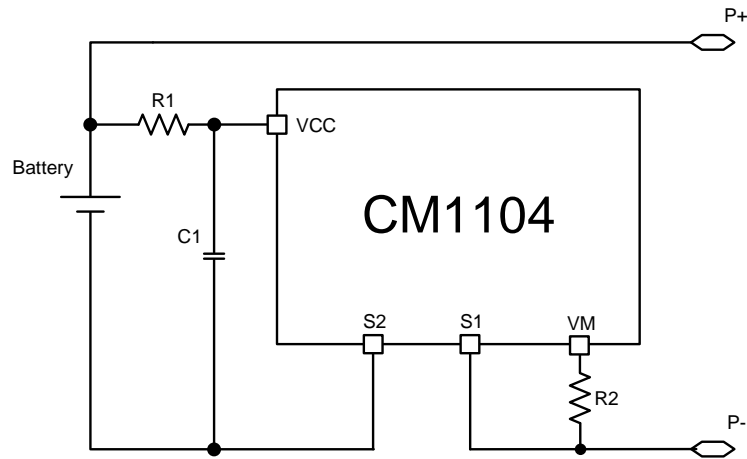 P+
R1
VCC
Battery
CM1104
C1
S2
S1
VM
R2
P-